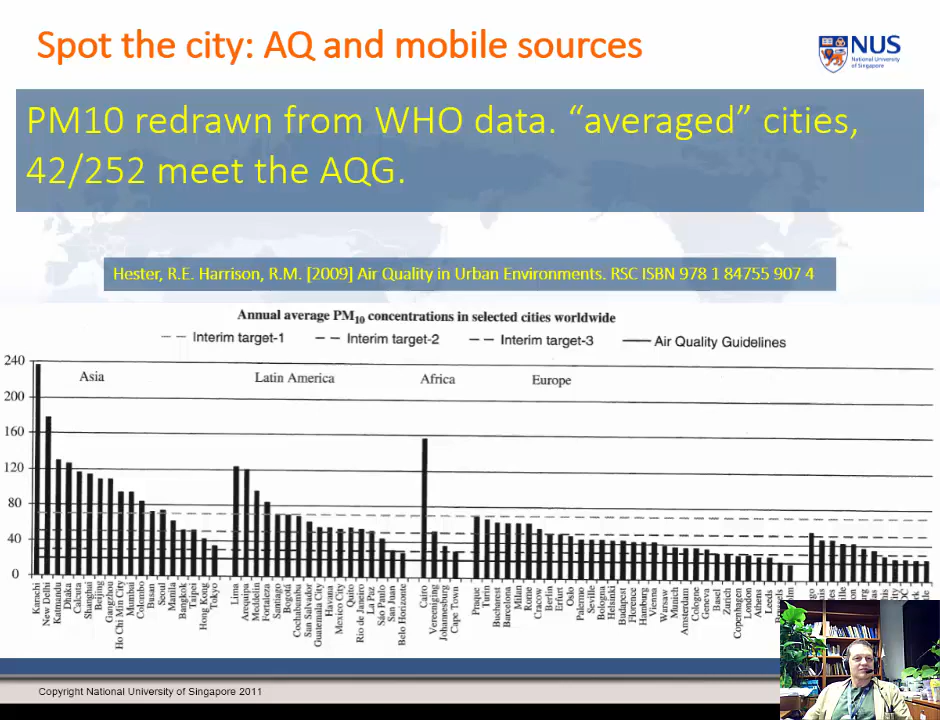 Spot the city: AQ and mobile sources
NUS
National University
of Singapore
PM10 redrawn from WHO data. “averaged” cities,
42/252 meet the AQG.
Hester, R.E. Harrison, R.M. [2009] Air Quality in Urban Environments. RSC ISBN 978 1 84755 907 4
Annual average PM10 concentrations in selected cities worldwide
Interim target-1 Interim target-2 Interim target-3 Air Quality Guidelines
240
Asia Latin America Africa Europe
200
160
120
80
40
0
Karachi
New Delhi
Katmandu
Dhaka
Calcutta
Shanghai
Beijing
Gangzhou
Ho Chi Min City
Mumbai
Colombo
Busan
Seoul
Manila
Bangkok
Taipei
Hong Kong
Tokyo
Lima
Arequipa
Medellin
Fortaleza
Santiago
Bogotá
Cochabamba
San Salvador
Guatemala City
Havana
Mexico City
Quito
Rio de Janeiro
La Paz
São Paulo
San Juan
Belo Horizonte
Cairo
Vereeniging
Johannesburg
Cape Town
Prague
Turin
Bucharest
Barcelona
Milan
Rome
Cracow
Berlin
Erfurt
Oslo
Palermo
Seville
Bologna
Helsinki
Budapest
Florence
Hamburg
Vienna
Warsaw
Munich
Amsterdam
Cologne
Geneva
Basel
Zurich
Copenhagen
London
Athens
Leeds
Copyright National University of Singapore 2011